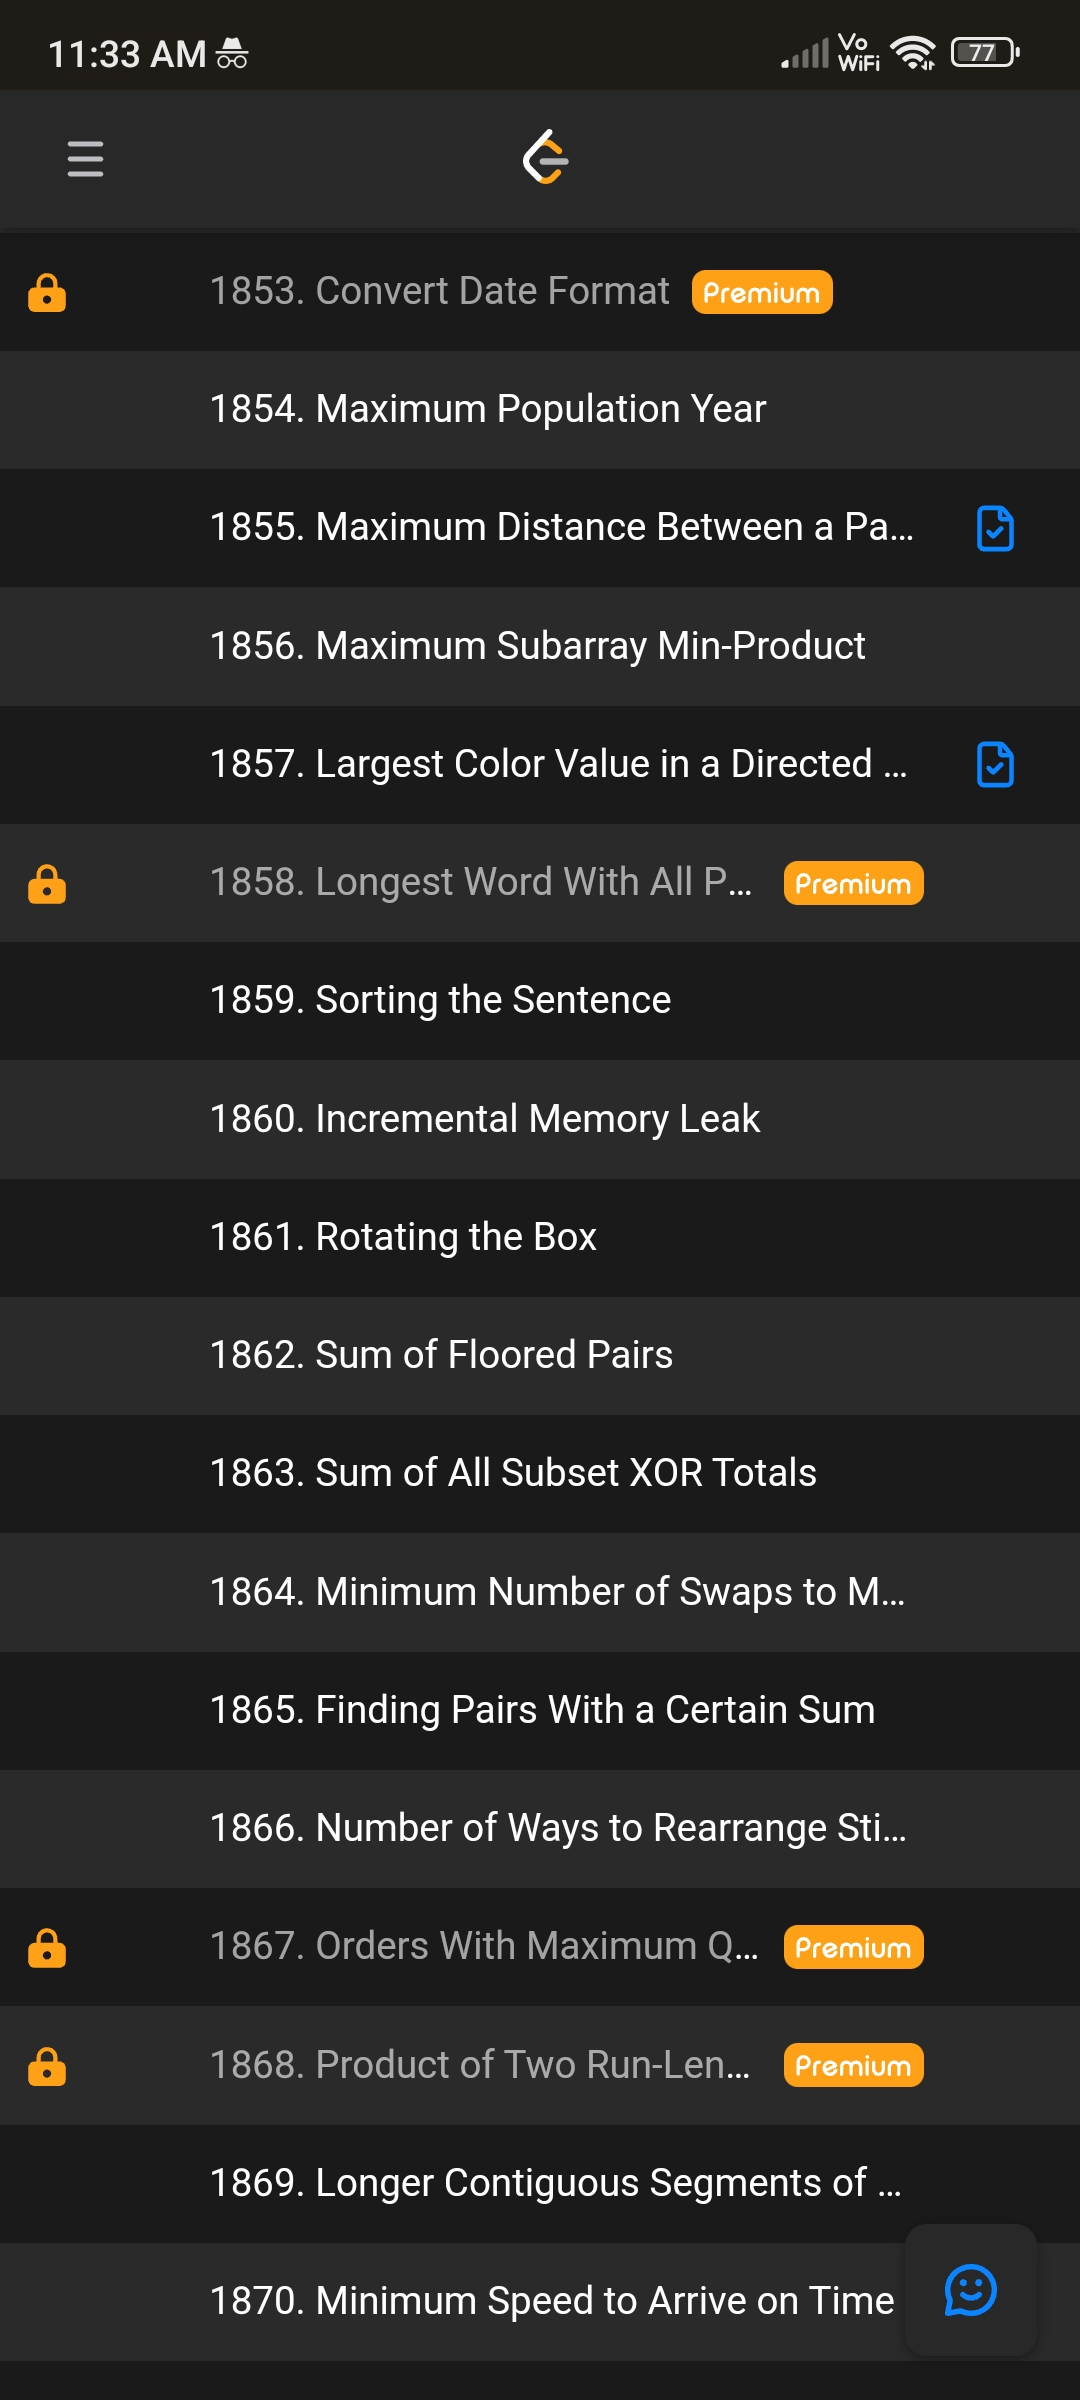 11:33 AM Vo WiFi 77
1853. Convert Date Format Premium
1854. Maximum Population Year
1855. Maximum Distance Between a Pa...
1856. Maximum Subarray Min-Product
1857. Largest Color Value in a Directed ...
1858. Longest Word With All P... Premium
1859. Sorting the Sentence
1860. Incremental Memory Leak
1861. Rotating the Box
1862. Sum of Floored Pairs
1863. Sum of All Subset XOR Totals
1864. Minimum Number of Swaps to M...
1865. Finding Pairs With a Certain Sum
1866. Number of Ways to Rearrange Sti...
1867. Orders With Maximum Q... Premium
1868. Product of Two Run-Len... Premium
1869. Longer Contiguous Segments of ...
1870. Minimum Speed to Arrive on Time